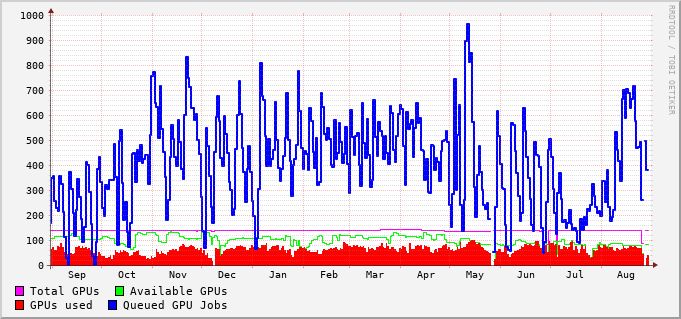 1000
900
800
700
600
500
400
300
200
100
0
Sep Oct Nov Dec Jan Feb Mar Apr May Jun Jul Aug
Total GPUs Available GPUs
GPUs used Queued GPU Jobs
RRDTOOL / TOBI OETIKER